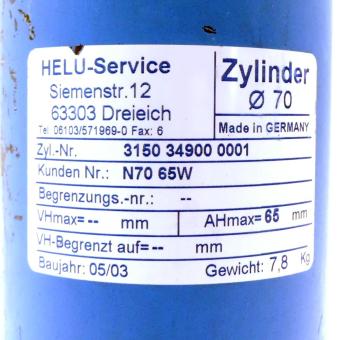 HELU-Service
Siemenstr.12
63303 Dreieich
Tel 06103/571969-0 Fax: 6
Zylinder
Ø 70
Made in GERMANY
Zyl.-Nr. 3150 34900 0001
Kunden Nr.: N70 65W
Begrenzungs.-nr.: --
VHmax= -- mm AHmax= 65 mm
VH-Begrenzt auf= -- mm
Baujahr: 05/03 Gewicht: 7,8 Kg